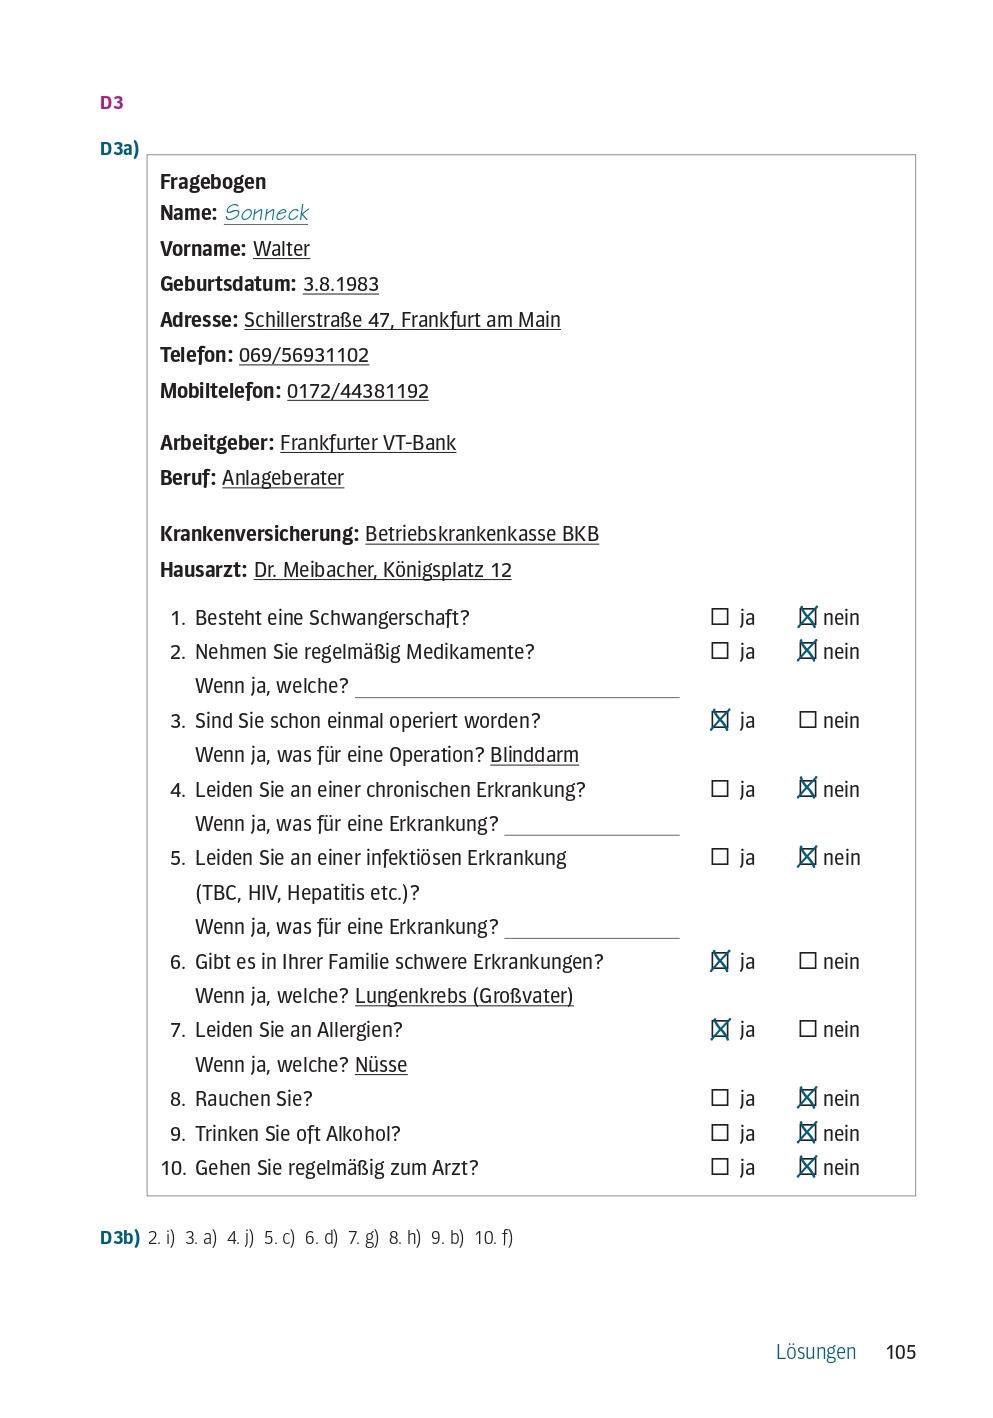 D3
D3a)
Fragebogen
Name: Sonneck
Vorname: Walter
Geburtsdatum: 3.8.1983
Adresse: Schillerstraße 47, Frankfurt am Main
Telefon: 069/56931102
Mobiltelefon: 0172/44381192
Arbeitgeber: Frankfurter VT-Bank
Beruf: Anlageberater
Krankenversicherung: Betriebskrankenkasse BKB
Hausarzt: Dr. Meibacher, Königsplatz 12
1. Besteht eine Schwangerschaft? ☐ ja ☒ nein
2. Nehmen Sie regelmäßig Medikamente? ☐ ja ☒ nein
Wenn ja, welche?
3. Sind Sie schon einmal operiert worden? ☒ ja ☐ nein
Wenn ja, was für eine Operation? Blinddarm
4. Leiden Sie an einer chronischen Erkrankung? ☐ ja ☒ nein
Wenn ja, was für eine Erkrankung?
5. Leiden Sie an einer infektiösen Erkrankung ☐ ja ☒ nein
(TBC, HIV, Hepatitis etc.)?
Wenn ja, was für eine Erkrankung?
6. Gibt es in Ihrer Familie schwere Erkrankungen? ☒ ja ☐ nein
Wenn ja, welche? Lungenkrebs (Großvater)
7. Leiden Sie an Allergien? ☒ ja ☐ nein
Wenn ja, welche? Nüsse
8. Rauchen Sie? ☐ ja ☒ nein
9. Trinken Sie oft Alkohol? ☐ ja ☒ nein
10. Gehen Sie regelmäßig zum Arzt? ☐ ja ☒ nein
D3b) 2. i) 3. a) 4. j) 5. c) 6. d) 7. g) 8. h) 9. b) 10. f)
Lösungen 105